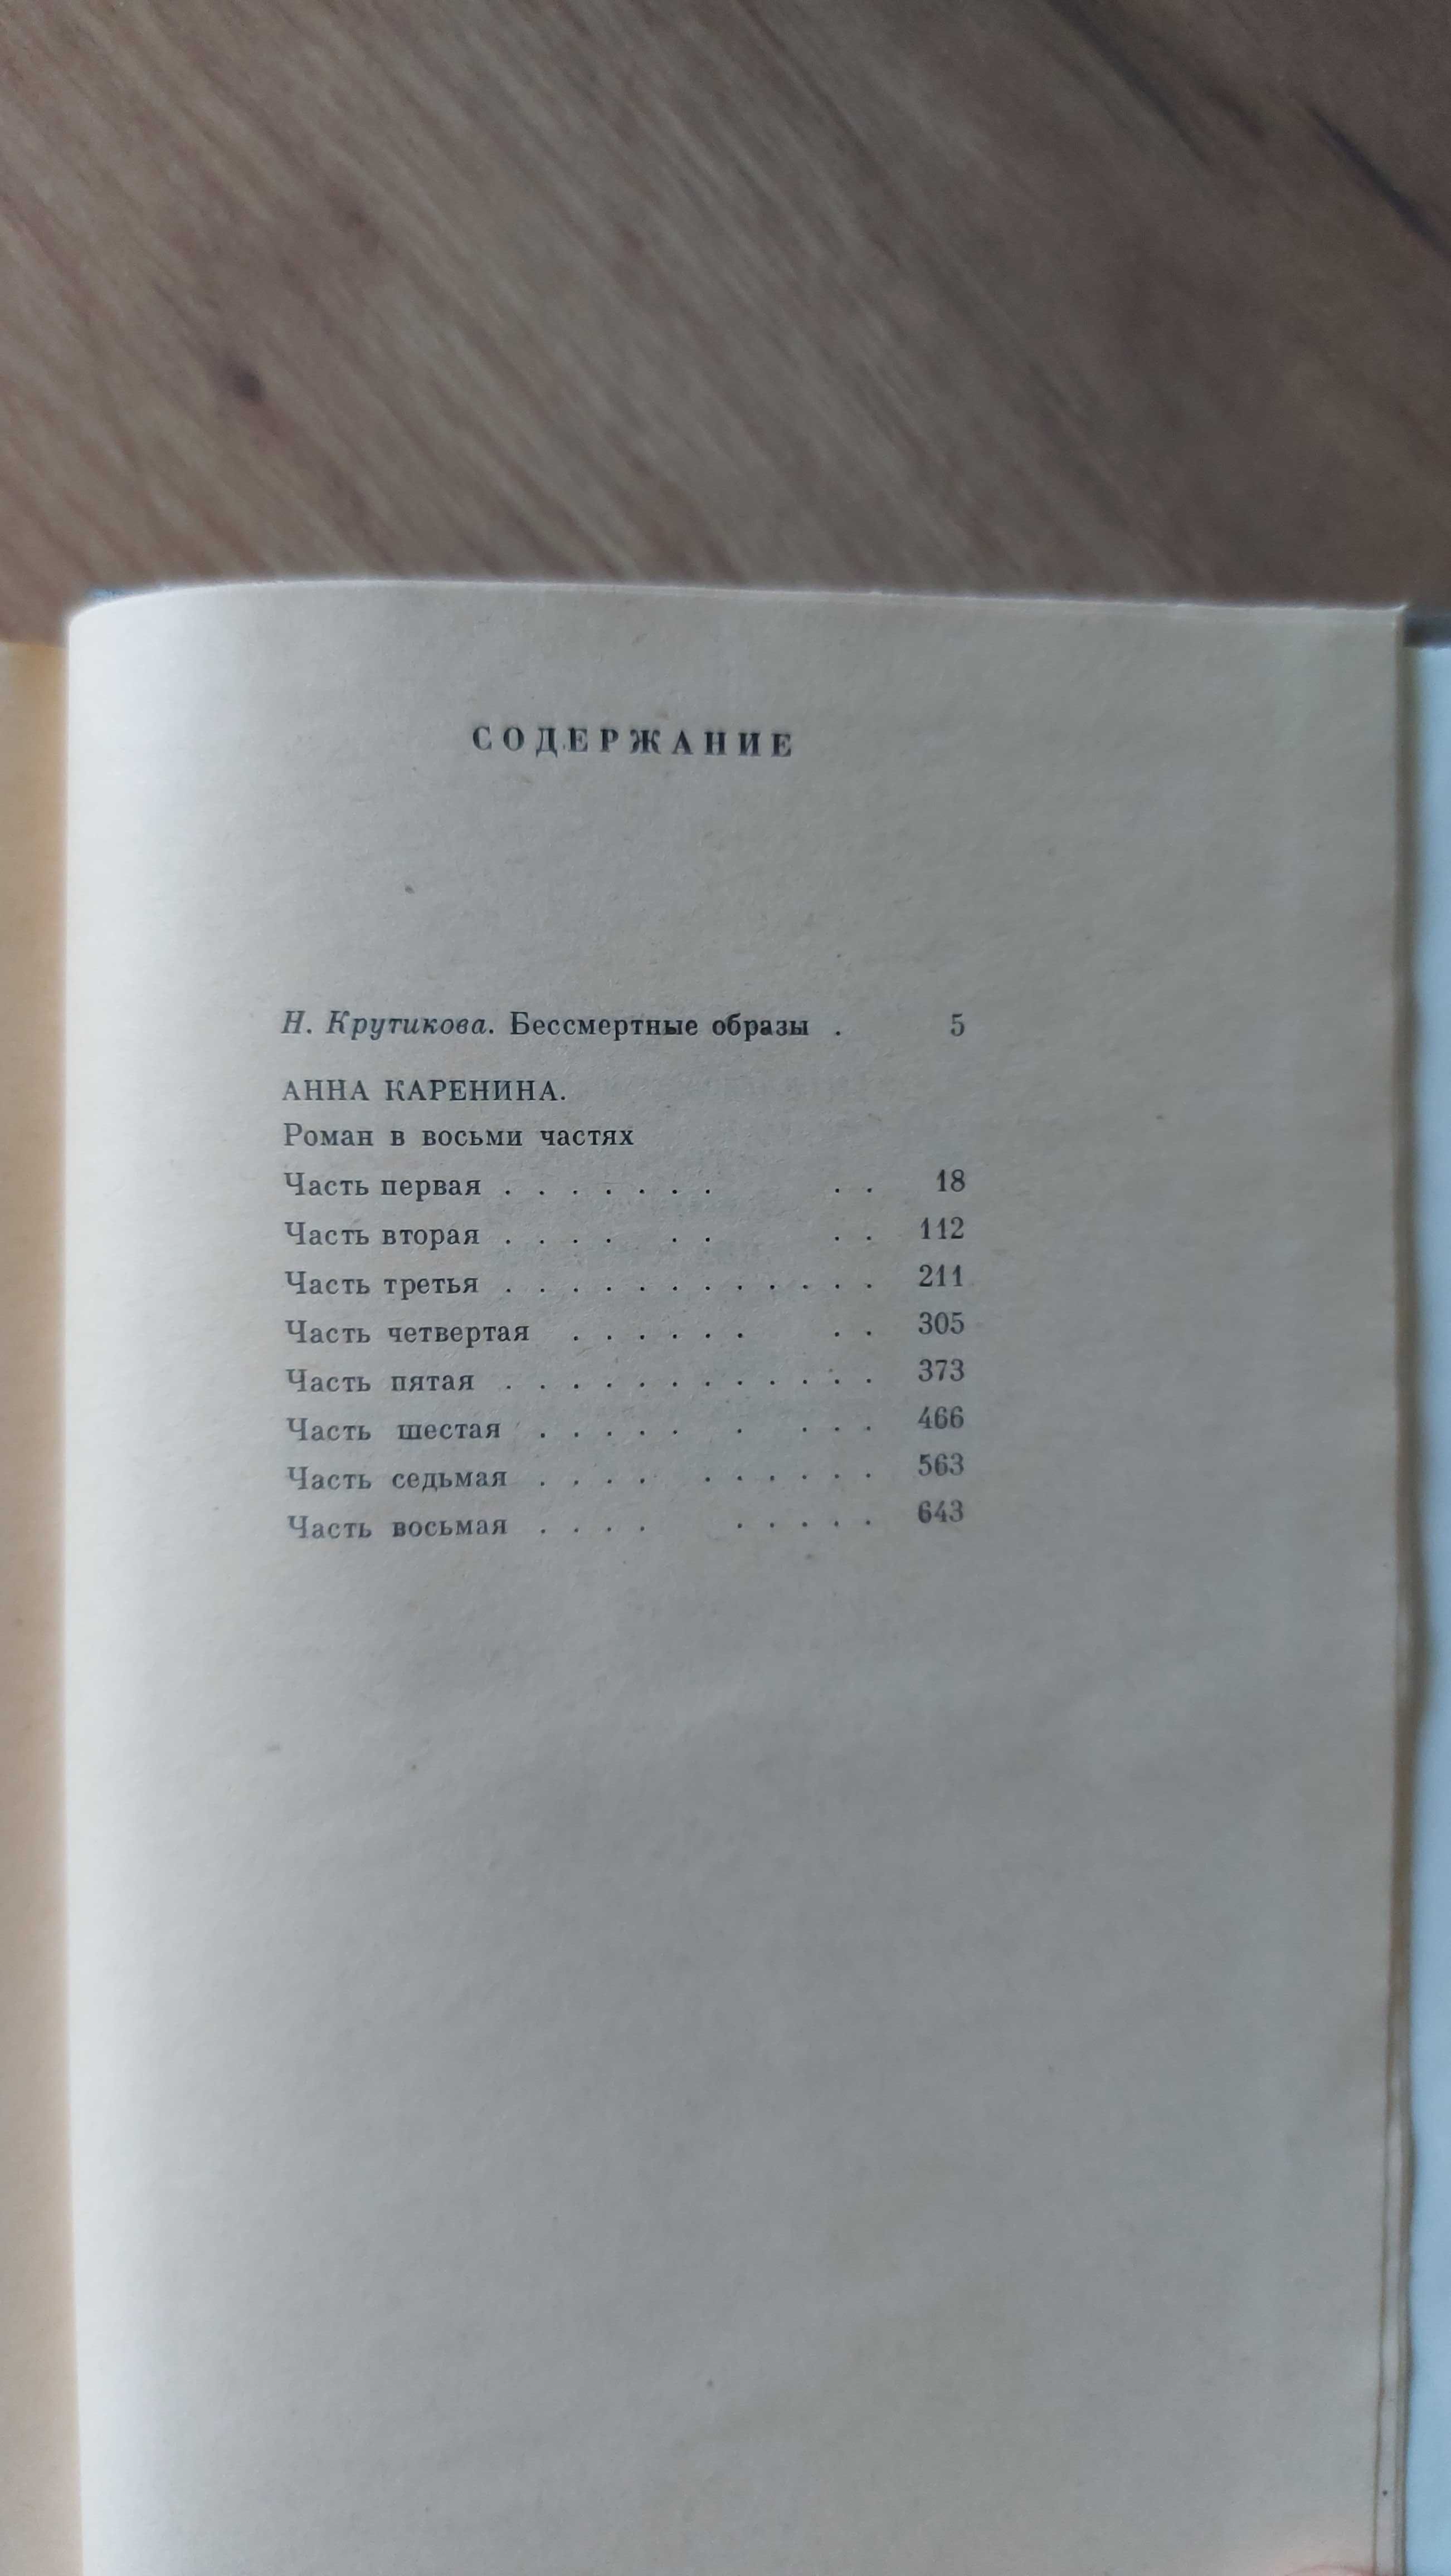 СОДЕРЖАНИЕ
Н. Крутикова. Бессмертные образы . 5
АННА КАРЕНИНА.
Роман в восьми частях
Часть первая . . . . . . . . . 18
Часть вторая . . . . . . . . 112
Часть третья . . . . . . . . . . . . 211
Часть четвертая . . . . . . . . 305
Часть пятая . . . . . . . . . . . . 373
Часть шестая . . . . . . . . . 466
Часть седьмая . . . . . . . . . . 563
Часть восьмая . . . . . . . . . 643